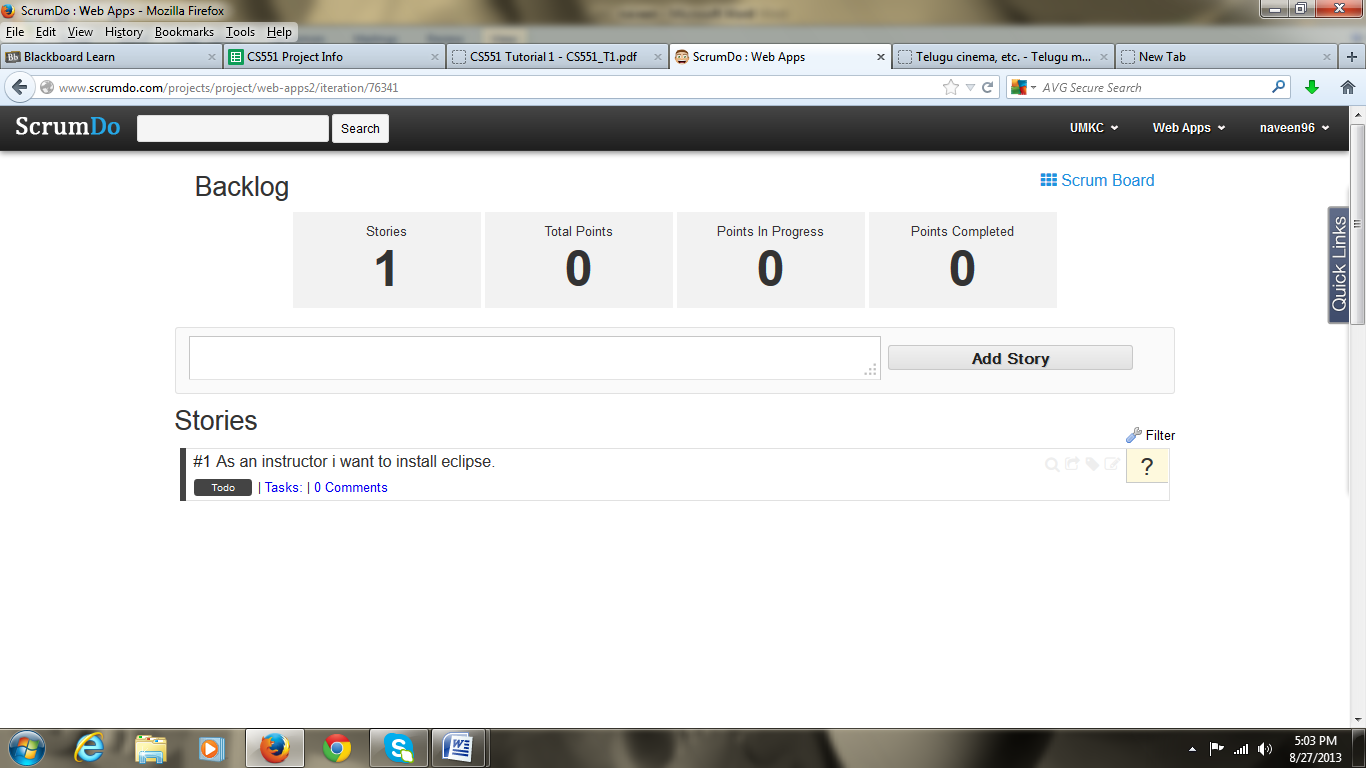 ScrumDo : Web Apps - Mozilla Firefox
File Edit View History Bookmarks Tools Help
Bb Blackboard Learn × CS551 Project Info × CS551 Tutorial 1 - CS551_T1.pdf × ScrumDo : Web Apps × Telugu cinema, etc. - Telugu m... × New Tab × +
www.scrumdo.com/projects/project/web-apps2/iteration/76341 AVG Secure Search
ScrumDo Search UMKC Web Apps naveen96
Backlog Scrum Board
Stories Total Points Points In Progress Points Completed
1 0 0 0
Quick Links
Add Story
Stories
Filter
#1 As an instructor i want to install eclipse. ?
Todo | Tasks: | 0 Comments
5:03 PM
8/27/2013